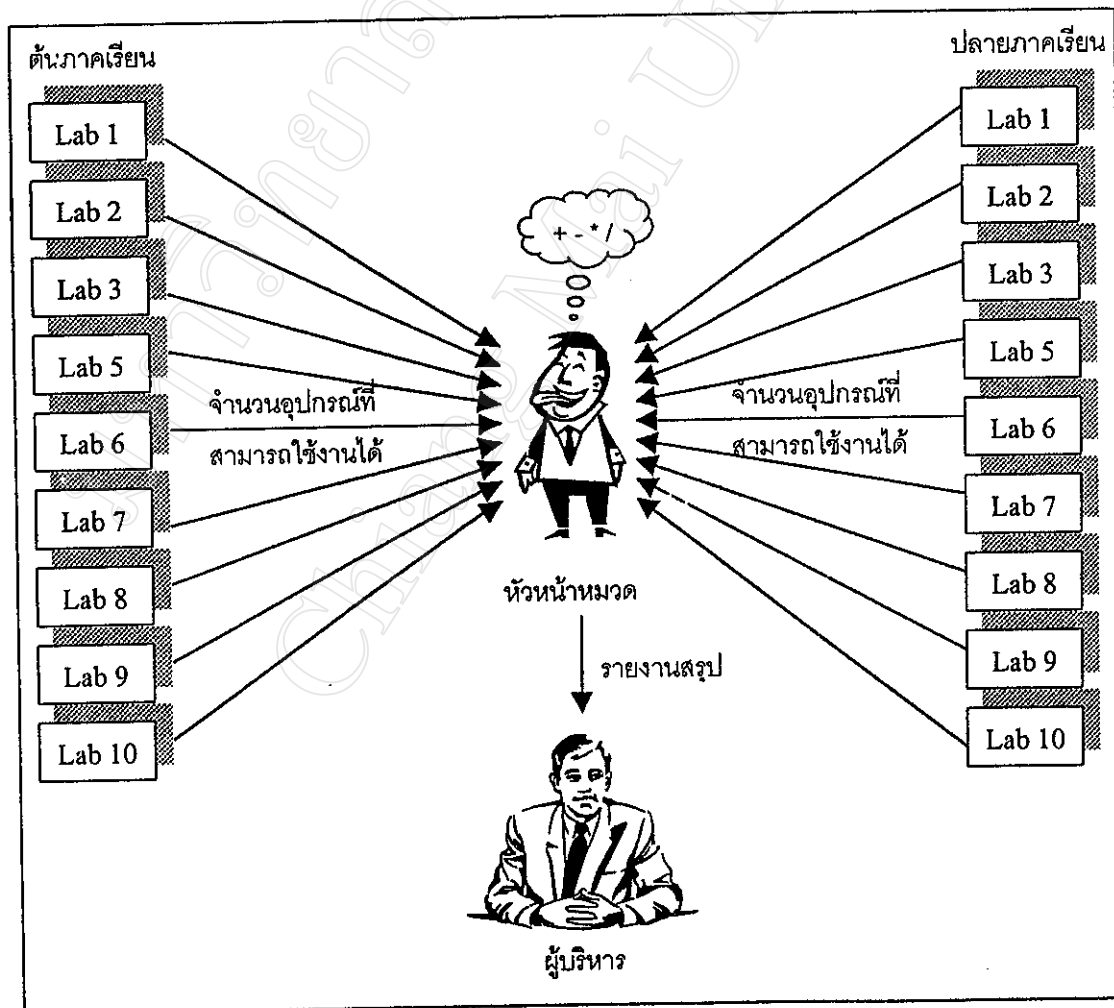 ต้นภาคเรียน
ปลายภาคเรียน
Lab 1
Lab 2
Lab 3
Lab 5
Lab 6
Lab 7
Lab 8
Lab 9
Lab 10
จำนวนอุปกรณ์ที่
สามารถใช้งานได้
+ - * /
หัวหน้าหมวด
รายงานสรุป
ผู้บริหาร
จำนวนอุปกรณ์ที่
สามารถใช้งานได้
Lab 1
Lab 2
Lab 3
Lab 5
Lab 6
Lab 7
Lab 8
Lab 9
Lab 10
Chiang Mai